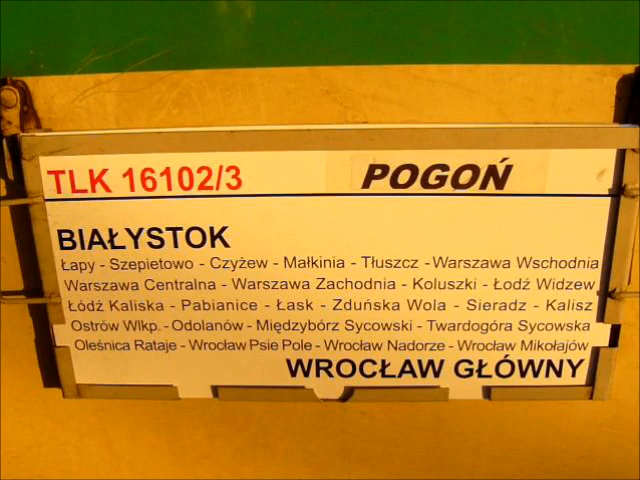 TLK 16102/3 POGOŃ
BIAŁYSTOK
Łapy - Szepietowo - Czyżew - Małkinia - Tłuszcz - Warszawa Wschodnia
Warszawa Centralna - Warszawa Zachodnia - Koluszki - Łodź Widzew
Łódź Kaliska - Pabianice - Łask - Zduńska Wola - Sieradz - Kalisz
Ostrów Wlkp. - Odolanów - Międzybórz Sycowski - Twardogóra Sycowska
Oleśnica Rataje - Wrocław Psie Pole - Wrocław Nadorze - Wrocław Mikołajów
WROCŁAW GŁÓWNY